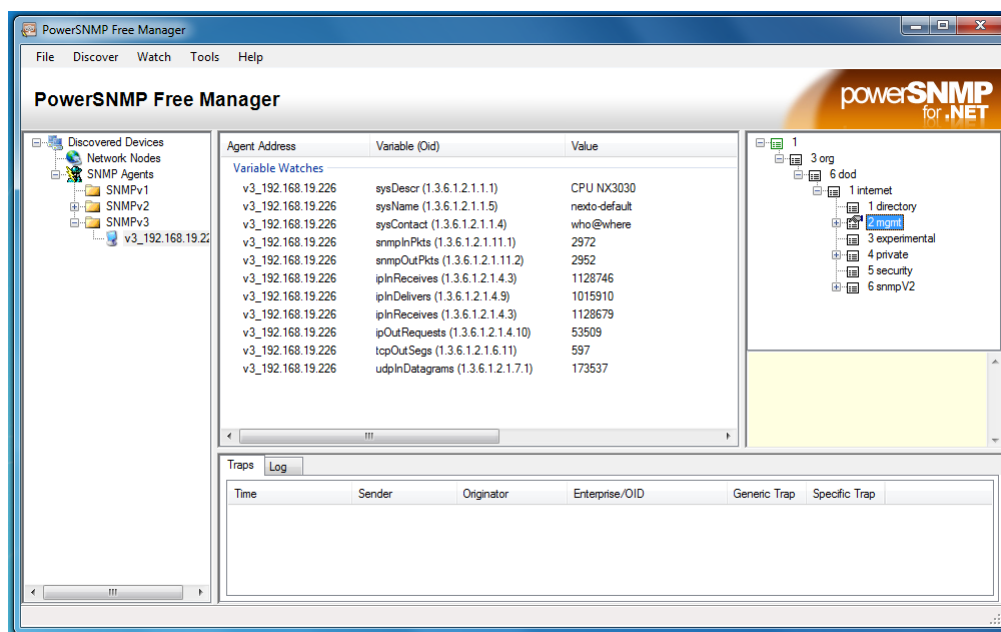 PowerSNMP Free Manager
File Discover Watch Tools Help
PowerSNMP Free Manager
powerSNMP
for .NET
Discovered Devices
Network Nodes
SNMP Agents
SNMPv1
SNMPv2
SNMPv3
v3_192.168.19.22
Agent Address Variable (Oid) Value
Variable Watches
v3_192.168.19.226 sysDescr (1.3.6.1.2.1.1.1) CPU NX3030
v3_192.168.19.226 sysName (1.3.6.1.2.1.1.5) nexto-default
v3_192.168.19.226 sysContact (1.3.6.1.2.1.1.4) who@where
v3_192.168.19.226 snmpInPkts (1.3.6.1.2.1.11.1) 2972
v3_192.168.19.226 snmpOutPkts (1.3.6.1.2.1.11.2) 2952
v3_192.168.19.226 ipInReceives (1.3.6.1.2.1.4.3) 1128746
v3_192.168.19.226 ipInDelivers (1.3.6.1.2.1.4.9) 1015910
v3_192.168.19.226 ipInReceives (1.3.6.1.2.1.4.3) 1128679
v3_192.168.19.226 ipOutRequests (1.3.6.1.2.1.4.10) 53509
v3_192.168.19.226 tcpOutSegs (1.3.6.1.2.1.6.11) 597
v3_192.168.19.226 udpInDatagrams (1.3.6.1.2.1.7.1) 173537
1
3 org
6 dod
1 internet
1 directory
2 mgmt
3 experimental
4 private
5 security
6 snmpV2
Traps Log
Time Sender Originator Enterprise/OID Generic Trap Specific Trap